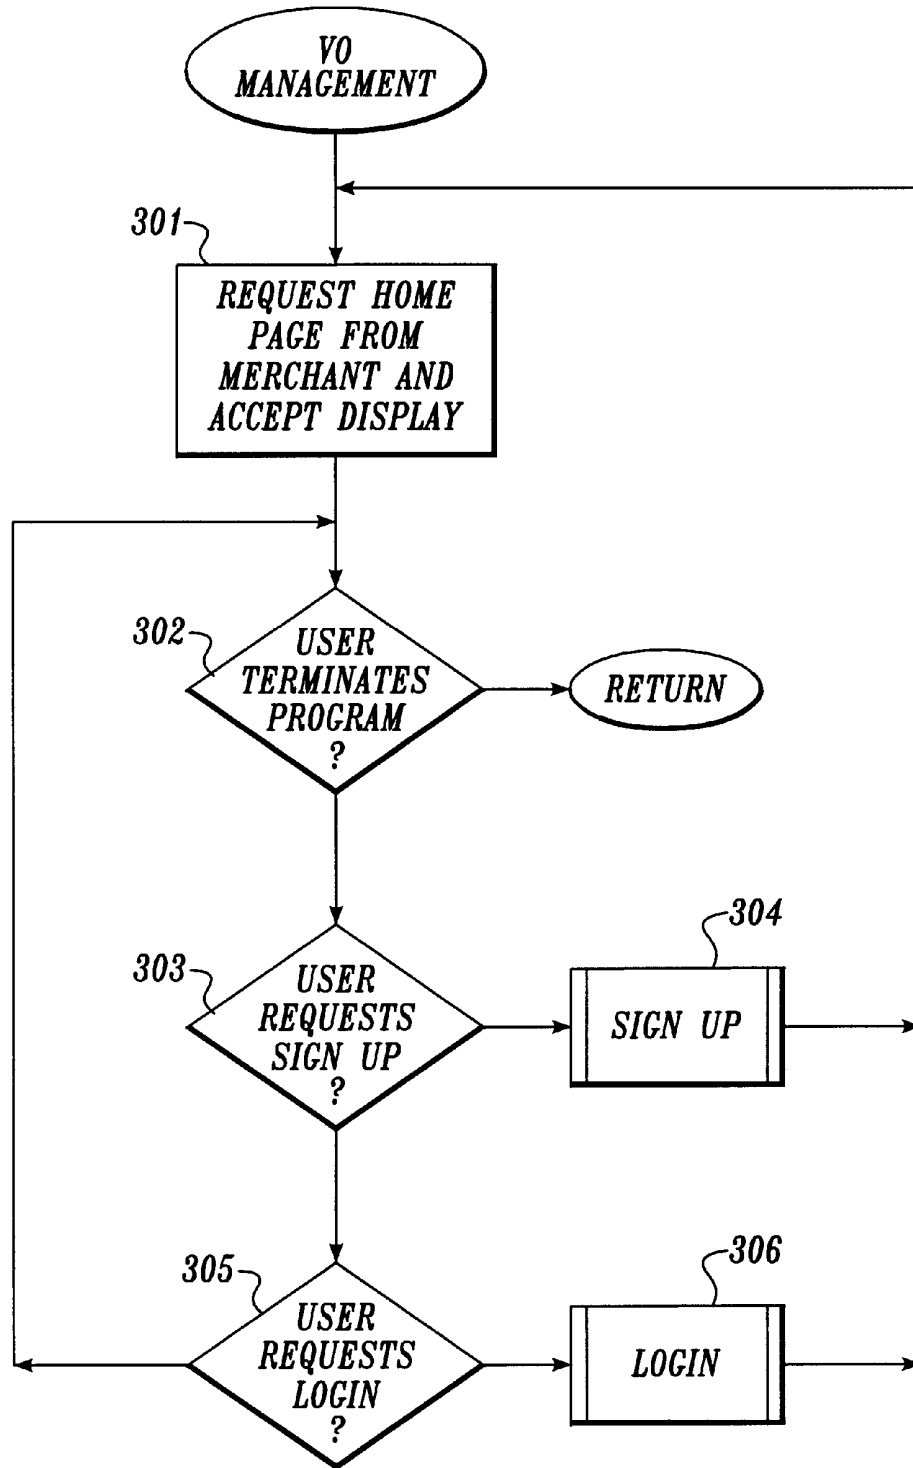 VO
MANAGEMENT
301
REQUEST HOME
PAGE FROM
MERCHANT AND
ACCEPT DISPLAY
302
USER
TERMINATES
PROGRAM
?
RETURN
303
USER
REQUESTS
SIGN UP
?
304
SIGN UP
305
USER
REQUESTS
LOGIN
?
306
LOGIN